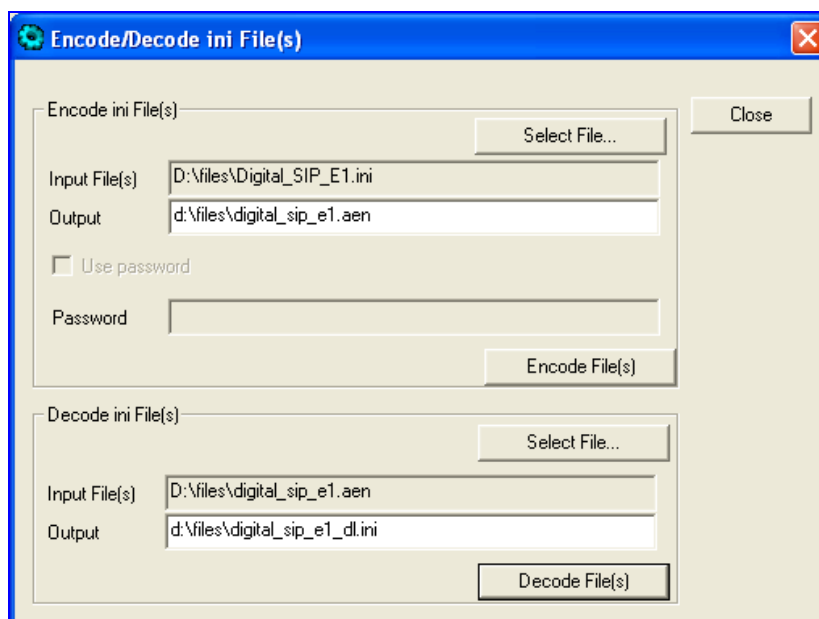 Encode/Decode ini File(s)
Encode ini File(s)
Close
Select File...
Input File(s) D:\files\Digital_SIP_E1.ini
Output d:\files\digital_sip_e1.aen
Use password
Password
Encode File(s)
Decode ini File(s)
Select File...
Input File(s) D:\files\digital_sip_e1.aen
Output d:\files\digital_sip_e1_dl.ini
Decode File(s)